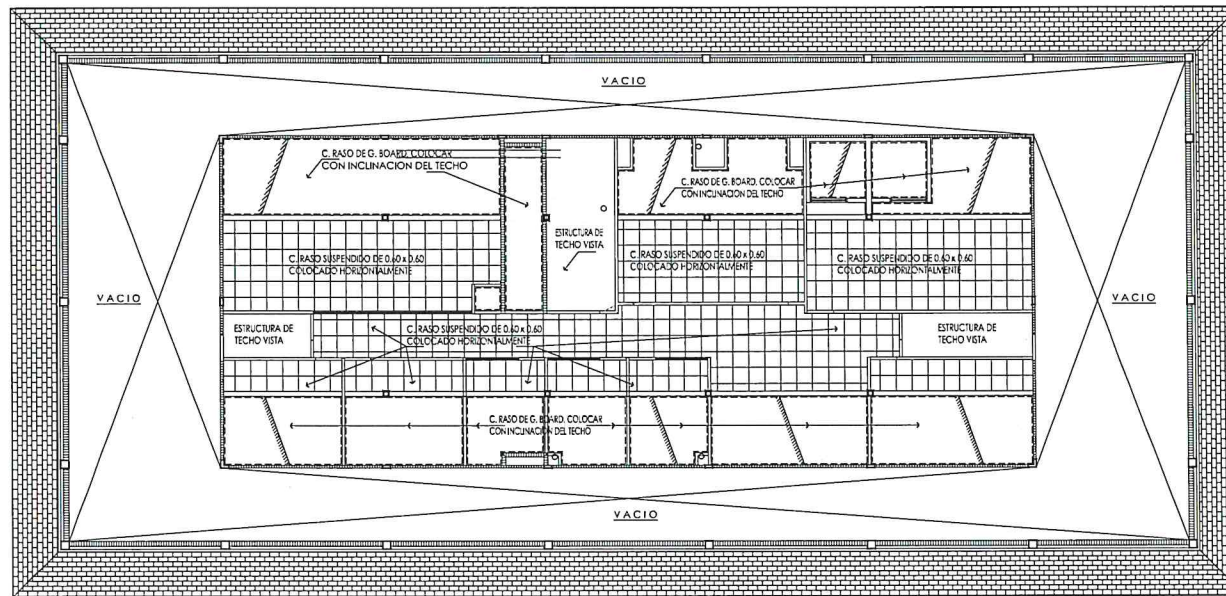 VACIO
C. RASO DE G. BOARD. COLOCAR
CON INCLINACION DEL TECHO
C. RASO DE G. BOARD. COLOCAR
CON INCLINACION DEL TECHO
ESTRUCTURA DE
TECHO VISTA
C. RASO SUSPENDIDO DE 0.60 x 0.60
COLOCADO HORIZONTALMENTE
C. RASO SUSPENDIDO DE 0.60 x 0.60
COLOCADO HORIZONTALMENTE
C. RASO SUSPENDIDO DE 0.60 x 0.60
COLOCADO HORIZONTALMENTE
VACIO
VACIO
ESTRUCTURA DE
TECHO VISTA
C. RASO SUSPENDIDO DE 0.60 x 0.60
COLOCADO HORIZONTALMENTE
ESTRUCTURA DE
TECHO VISTA
C. RASO DE G. BOARD. COLOCAR
CON INCLINACION DEL TECHO
VACIO